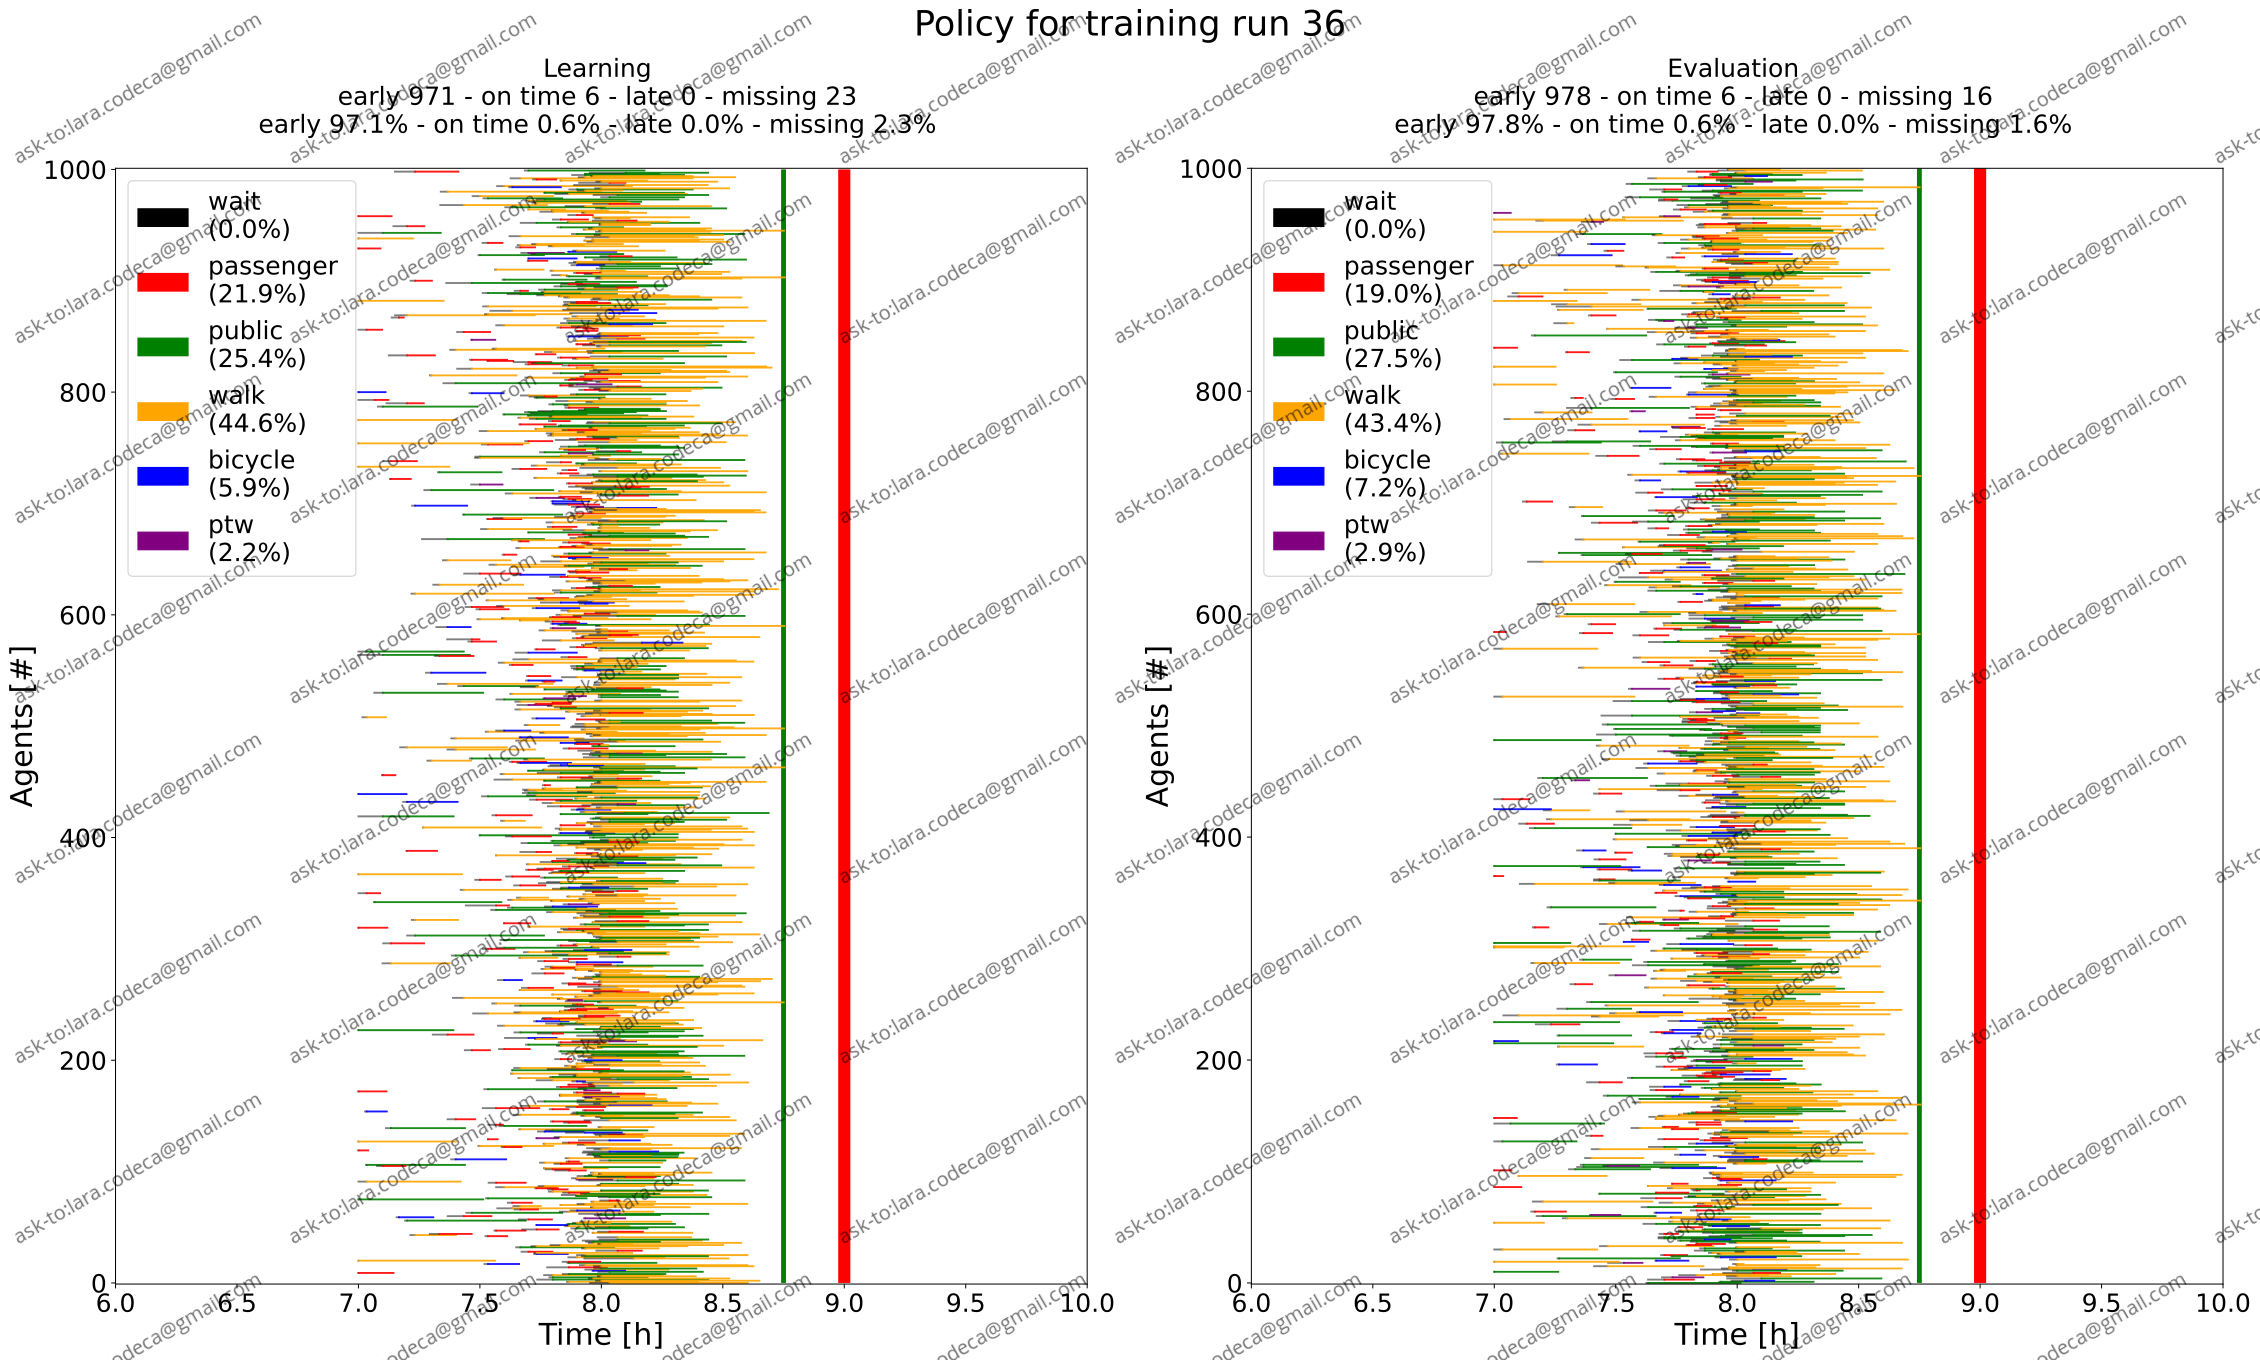 Policy for training run 36
Learning
early 971 - on time 6 - late 0 - missing 23
early 97.1% - on time 0.6% - late 0.0% - missing 2.3%
1000
800
600
400
200
0
Agents [#]
wait
(0.0%)
passenger
(21.9%)
public
(25.4%)
walk
(44.6%)
bicycle
(5.9%)
ptw
(2.2%)
6.0 6.5 7.0 7.5 8.0 8.5 9.0 9.5 10.0
Time [h]
Evaluation
early 978 - on time 6 - late 0 - missing 16
early 97.8% - on time 0.6% - late 0.0% - missing 1.6%
1000
800
600
400
200
0
Agents [#]
wait
(0.0%)
passenger
(19.0%)
public
(27.5%)
walk
(43.4%)
bicycle
(7.2%)
ptw
(2.9%)
6.0 6.5 7.0 7.5 8.0 8.5 9.0 9.5 10.0
Time [h]
ask-to:lara.codeca@gmail.com